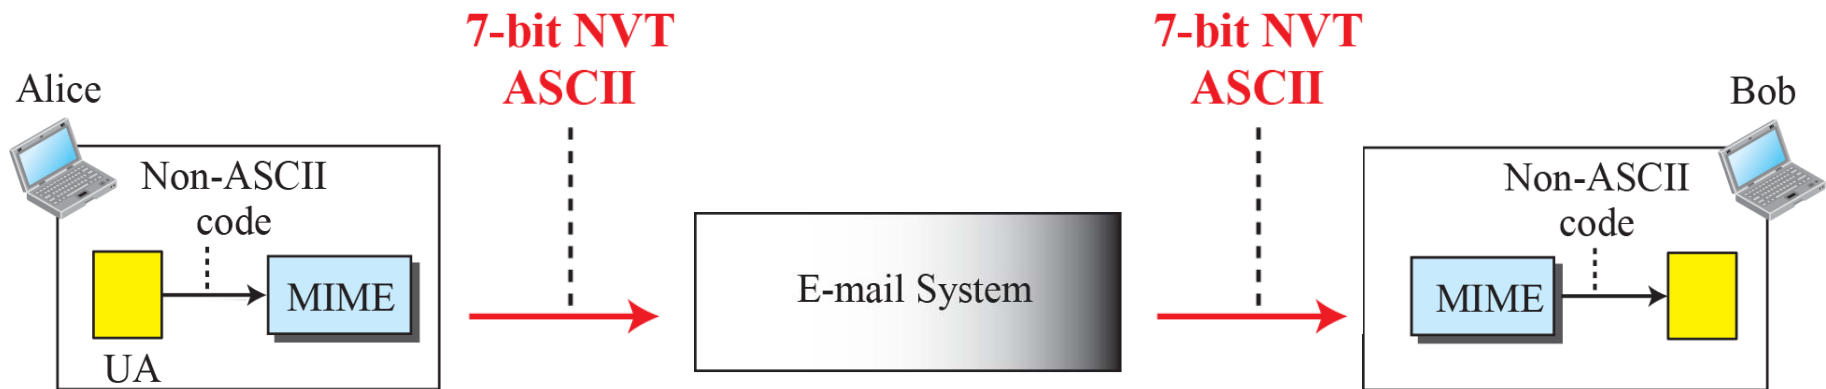 Alice
Non-ASCII
code
MIME
UA
7-bit NVT
ASCII
E-mail System
7-bit NVT
ASCII
Bob
Non-ASCII
code
MIME